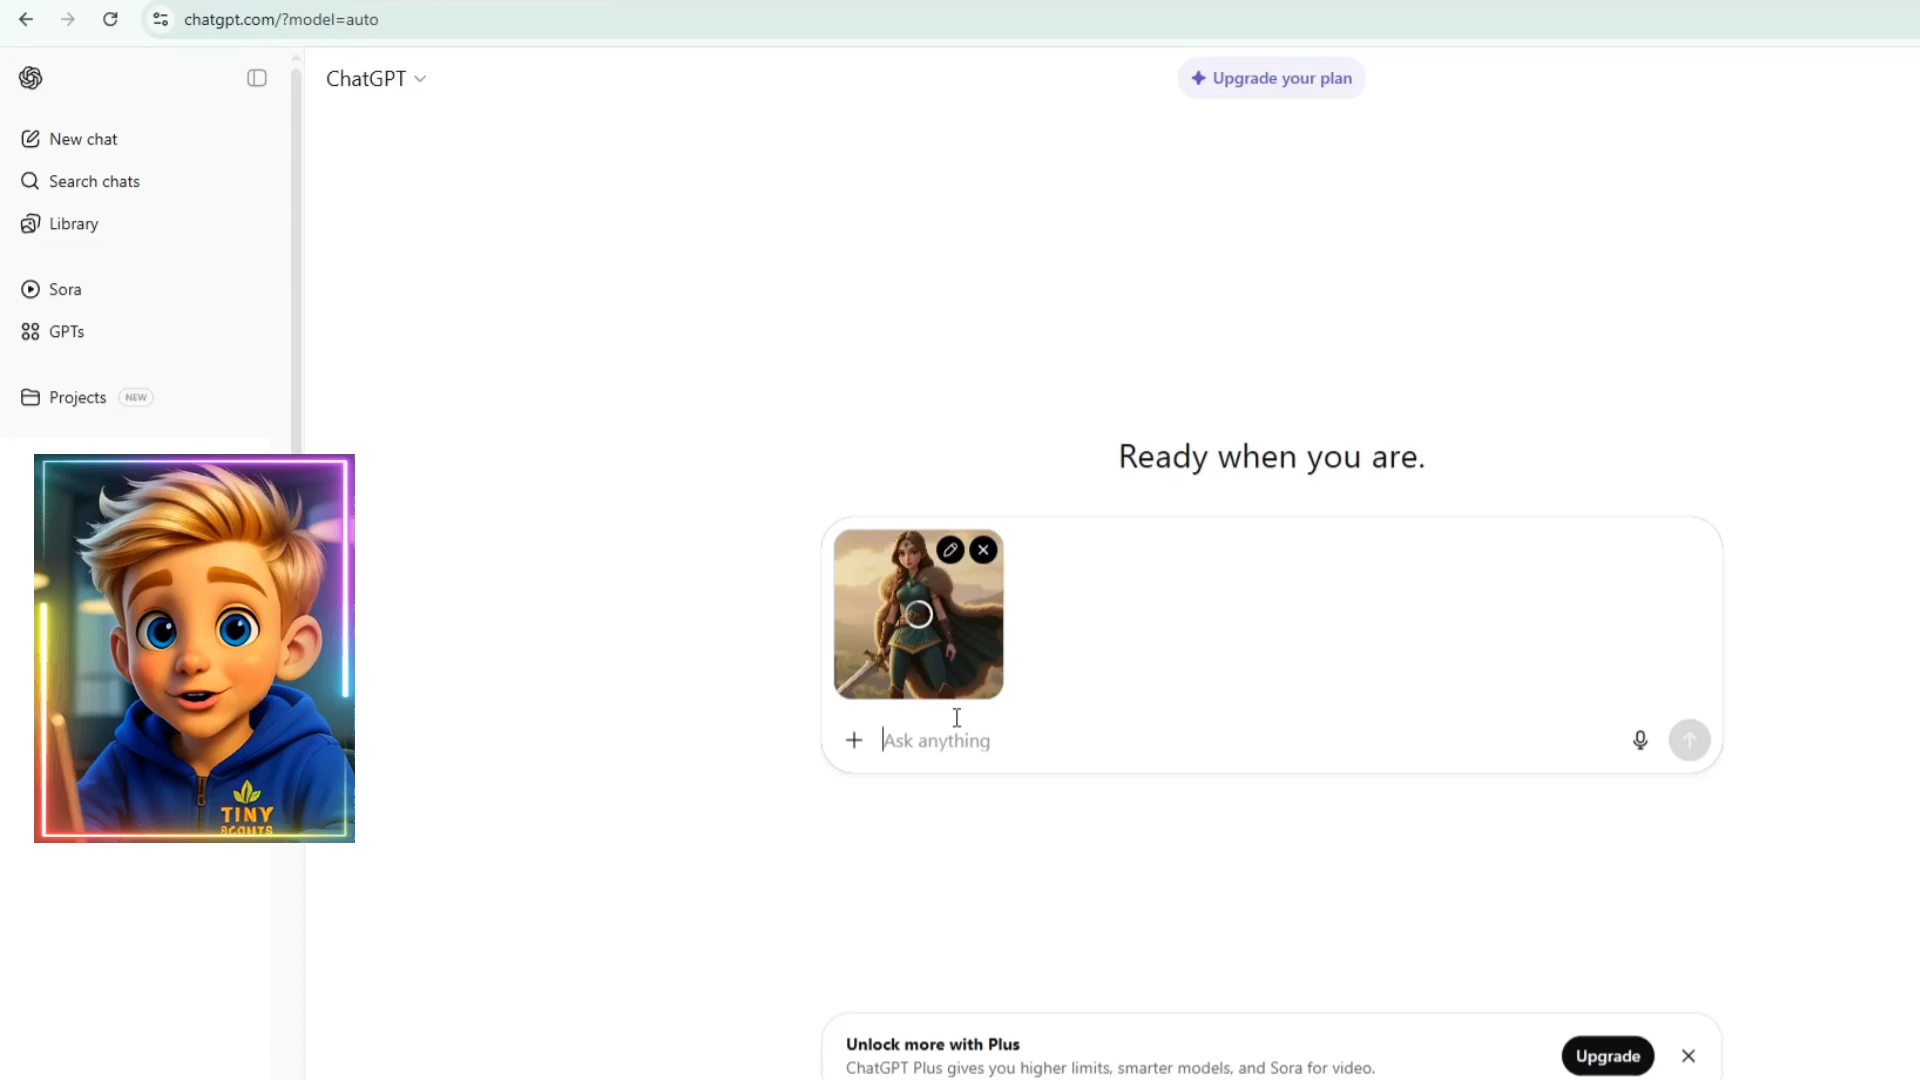 chatgpt.com/?model=auto
ChatGPT
Upgrade your plan
New chat
Search chats
Library
Sora
GPTs
Projects NEW
Ready when you are.
Ask anything
TINY
SCOUTS
Unlock more with Plus
ChatGPT Plus gives you higher limits, smarter models, and Sora for video.
Upgrade